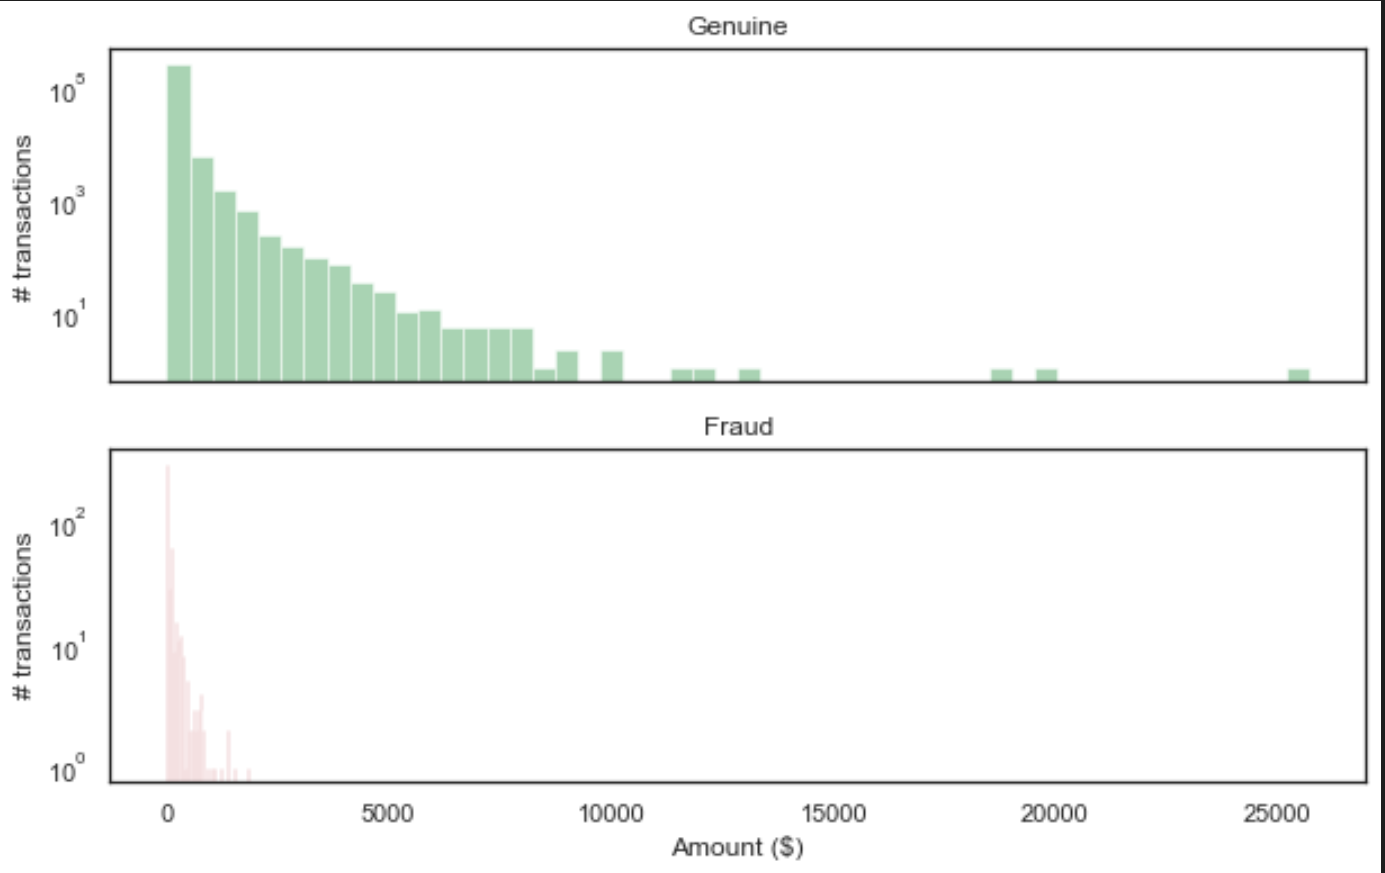 Genuine
10⁵
10³
10¹
# transactions
Fraud
10²
10¹
10⁰
# transactions
0 5000 10000 15000 20000 25000
Amount ($)